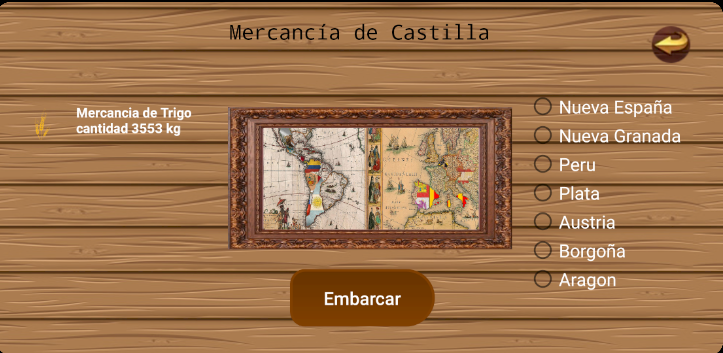 Mercancía de Castilla
Mercancia de Trigo
cantidad 3553 kg
Nueva España
Nueva Granada
Peru
Plata
Austria
Borgoña
Aragon
Embarcar